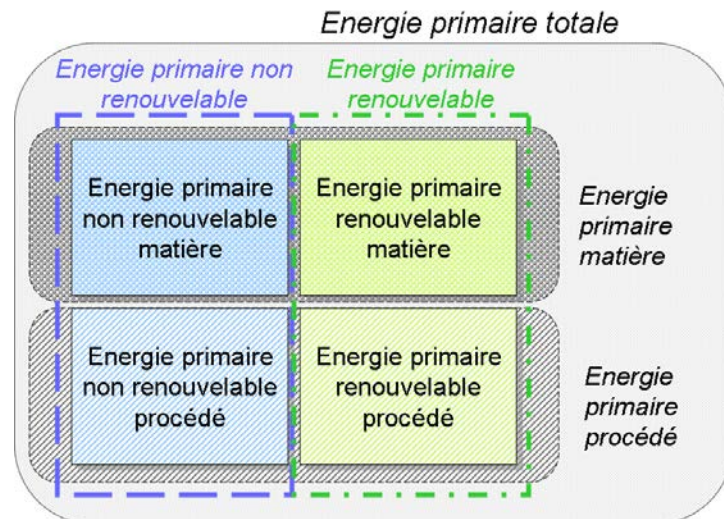 Energie primaire totale
Energie primaire non
renouvelable
Energie primaire
renouvelable
Energie primaire
non renouvelable
matière
Energie primaire
renouvelable
matière
Energie
primaire
matière
Energie primaire
non renouvelable
procédé
Energie primaire
renouvelable
procédé
Energie
primaire
procédé